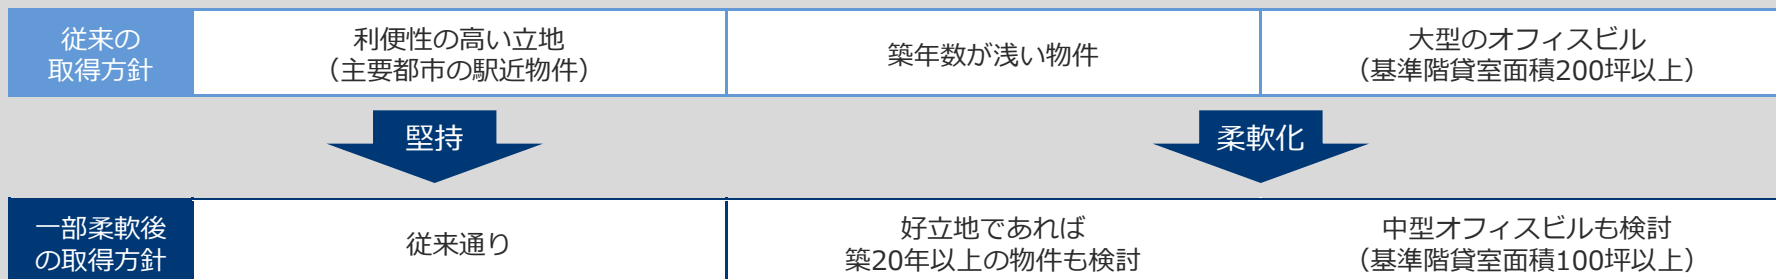 従来の
取得方針
利便性の高い立地
（主要都市の駅近物件）
築年数が浅い物件
大型のオフィスビル
（基準階貸室面積200坪以上）
堅持
柔軟化
一部柔軟後
の取得方針
従来通り
好立地であれば
築20年以上の物件も検討
中型オフィスビルも検討
（基準階貸室面積100坪以上）